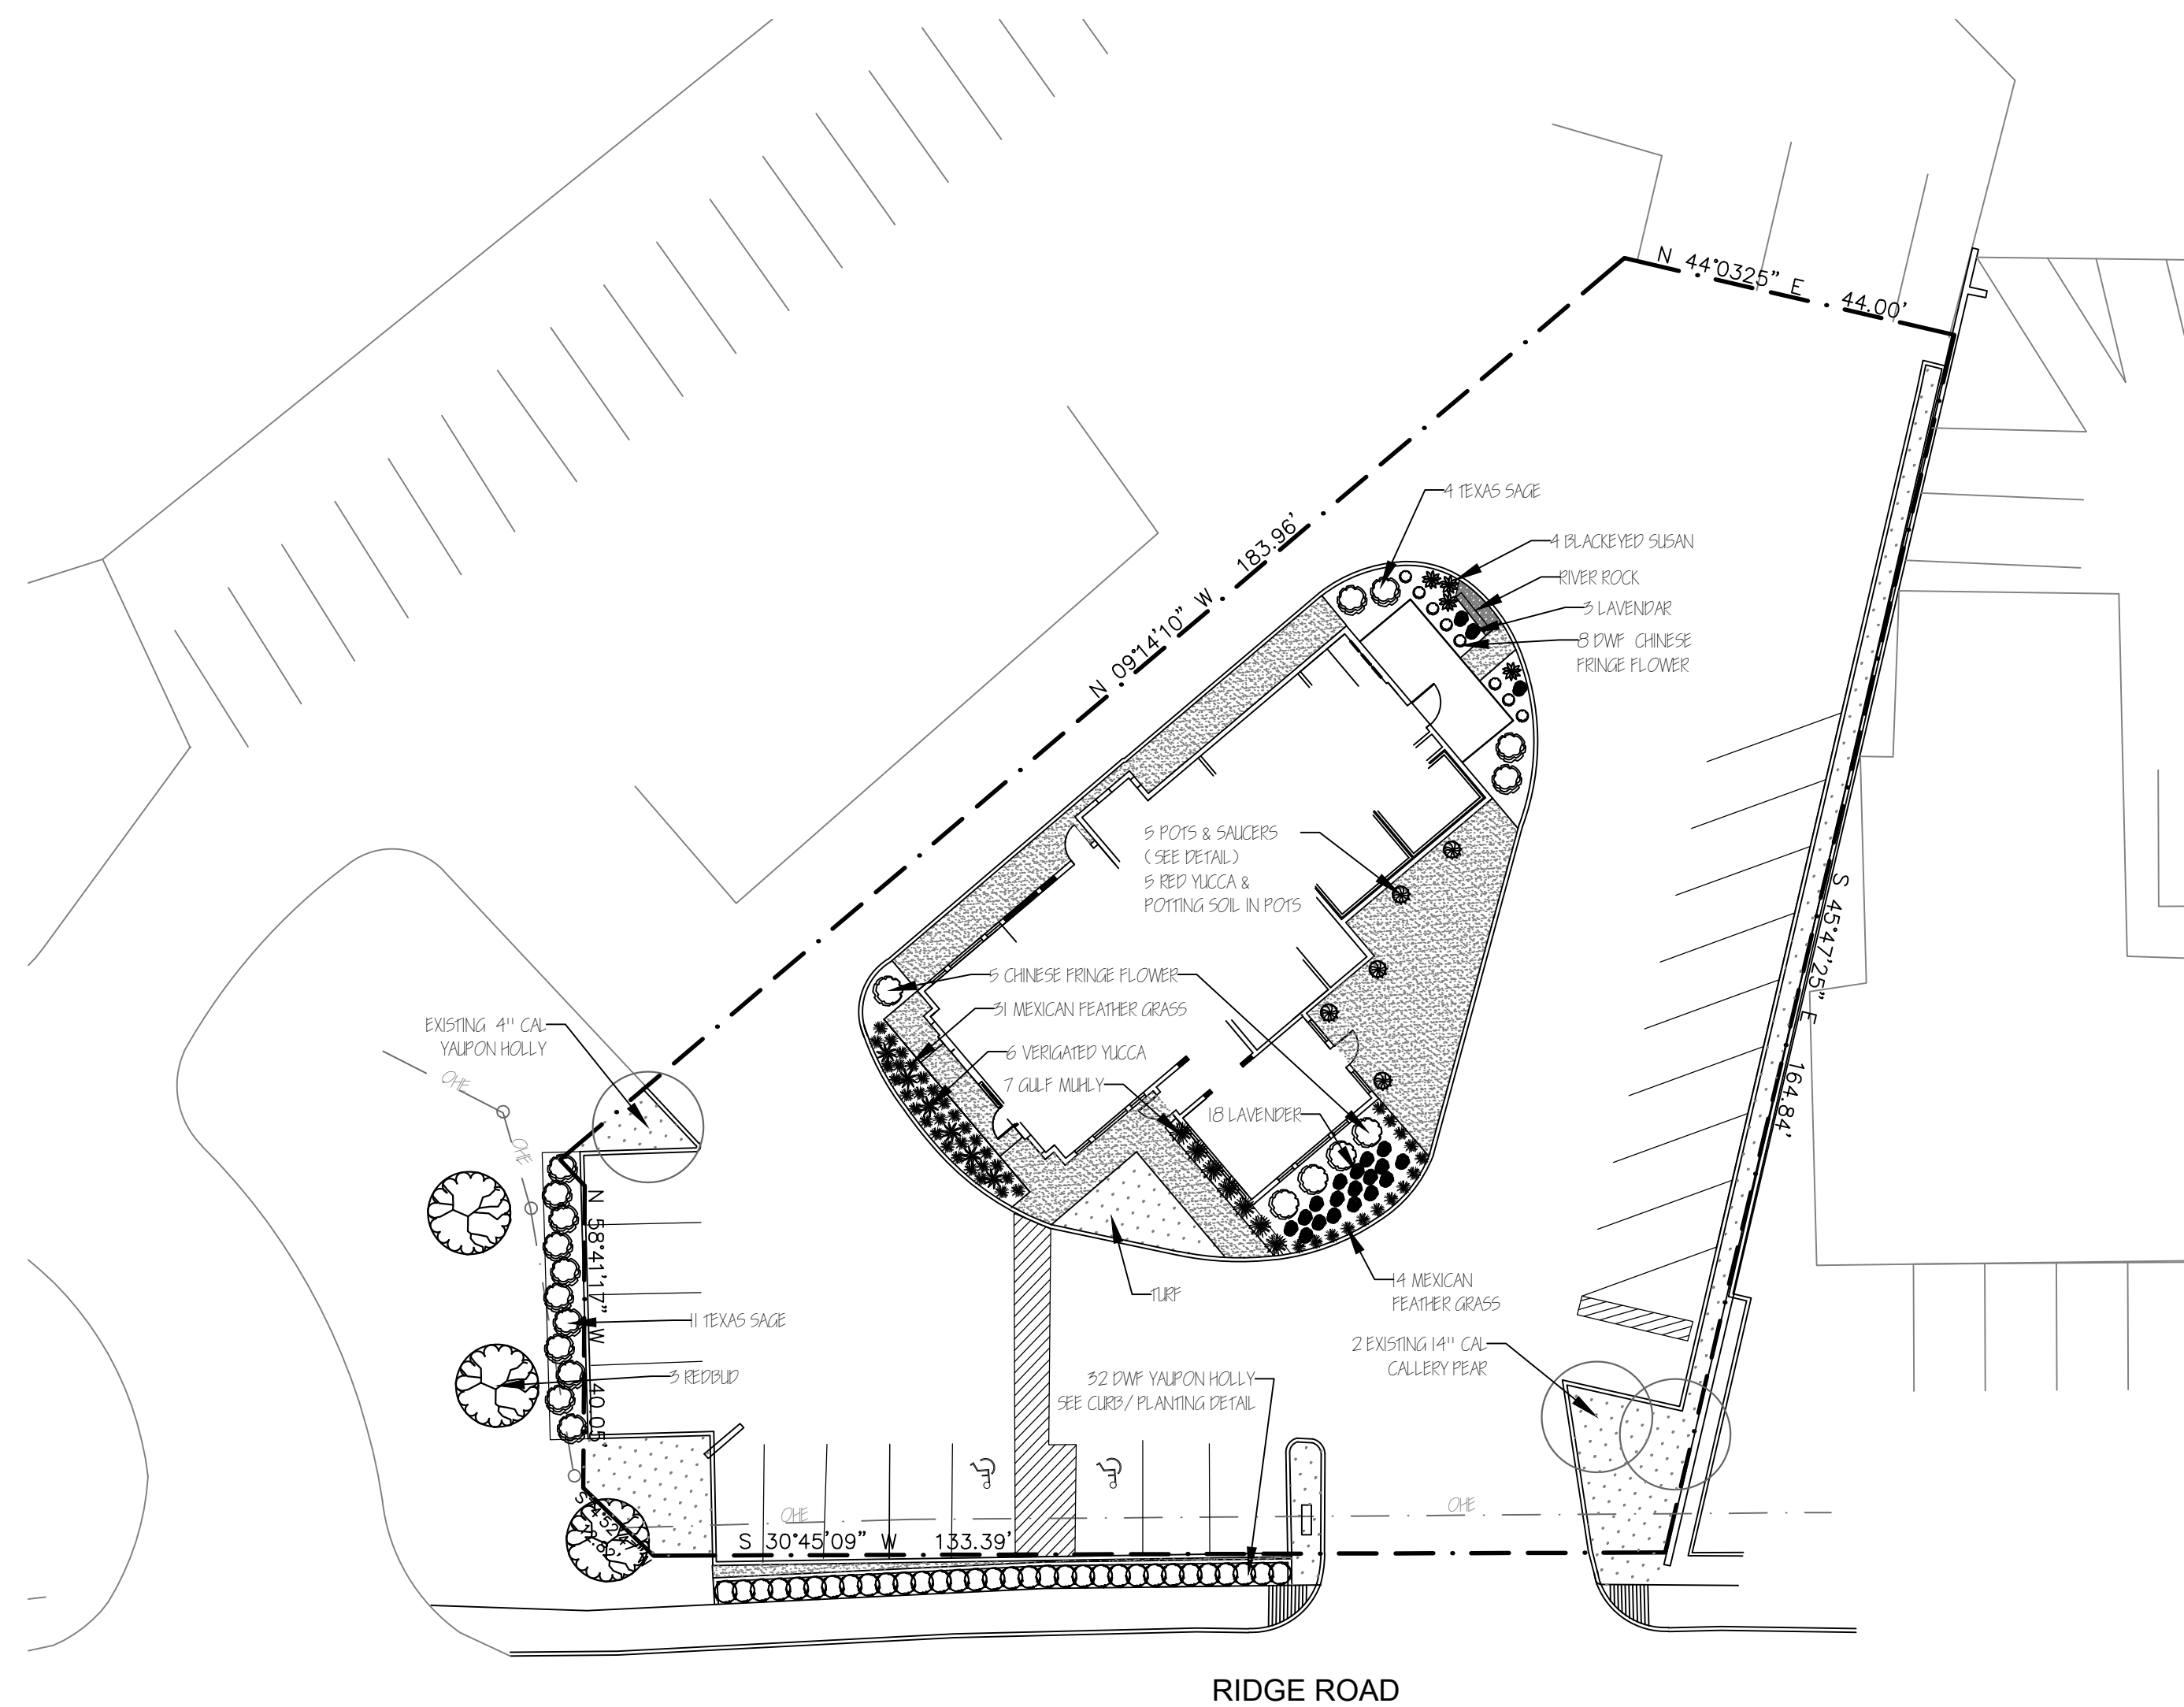 N 44°0325" E 44.00'
4 TEXAS SAGE
4 BLACKEYED SUSAN
RIVER ROCK
3 LAVENDAR
8 DWF CHINESE
FRINGE FLOWER
N 09°14'10" W 183.96'
5 POTS & SAUCERS
( SEE DETAIL)
5 RED YUCCA &
POTTING SOIL IN POTS
S 45°47'25" E 164.84'
5 CHINESE FRINGE FLOWER
31 MEXICAN FEATHER GRASS
6 VERIGATED YUCCA
7 GULF MUHLY
18 LAVENDER
EXISTING 4" CAL
YAUPON HOLLY
OHE
OHE
N 58°41'17" W 40.05'
TURF
14 MEXICAN
FEATHER GRASS
11 TEXAS SAGE
3 REDBUD
2 EXISTING 14" CAL
CALLERY PEAR
32 DWF YAUPON HOLLY
SEE CURB/ PLANTING DETAIL
OHE
OHE
S 30°45'09" W 133.39'
RIDGE ROAD